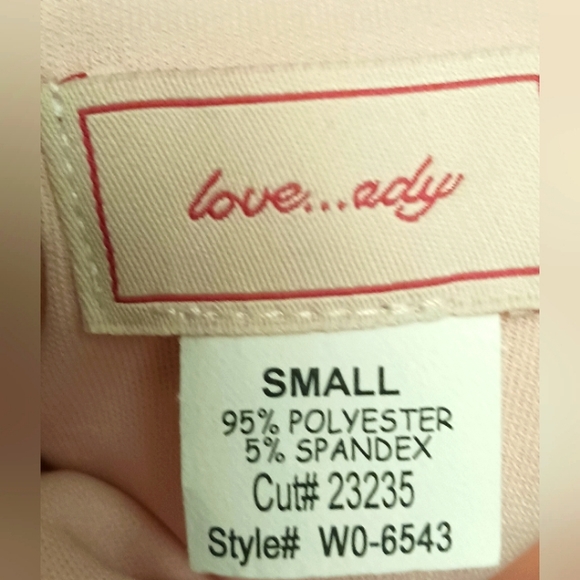 love...ady
SMALL
95% POLYESTER
5% SPANDEX
Cut# 23235
Style# W0-6543